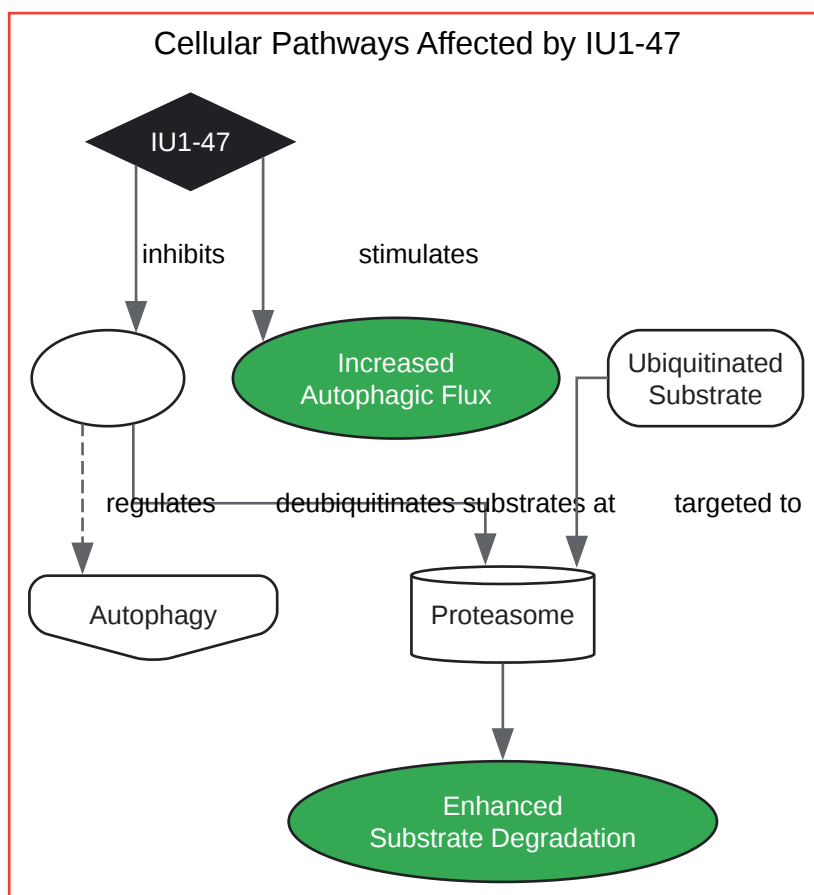 Cellular Pathways Affected by IU1-47
IU1-47
inhibits
stimulates
Increased
Autophagic Flux
Ubiquitinated
Substrate
regulates
deubiquitinates substrates at
targeted to
Autophagy
Proteasome
Enhanced
Substrate Degradation